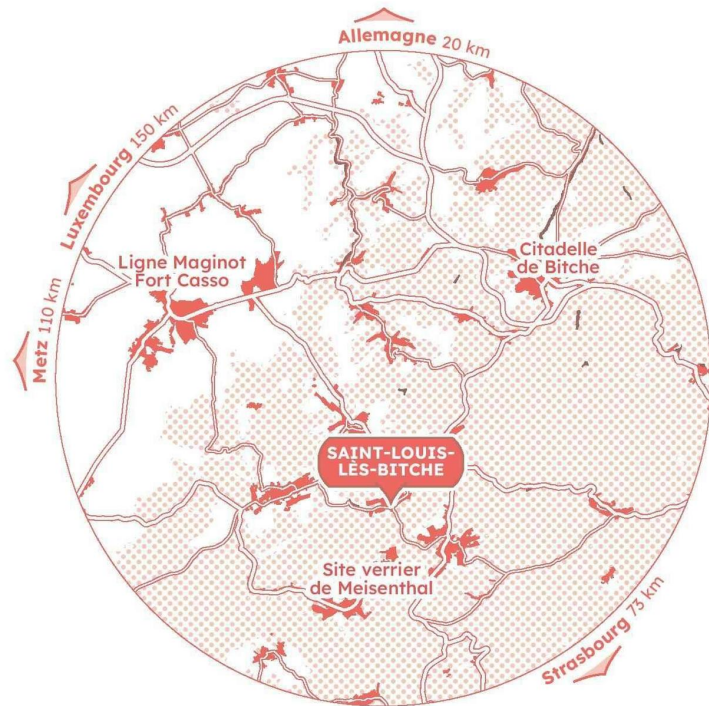 Allemagne 20 km
Luxembourg 150 km
Metz 110 km
Ligne Maginot
Fort Casso
Citadelle
de Bitche
SAINT-LOUIS-
LÈS-BITCHE
Site verrier
de Meisenthal
Strasbourg 73 km